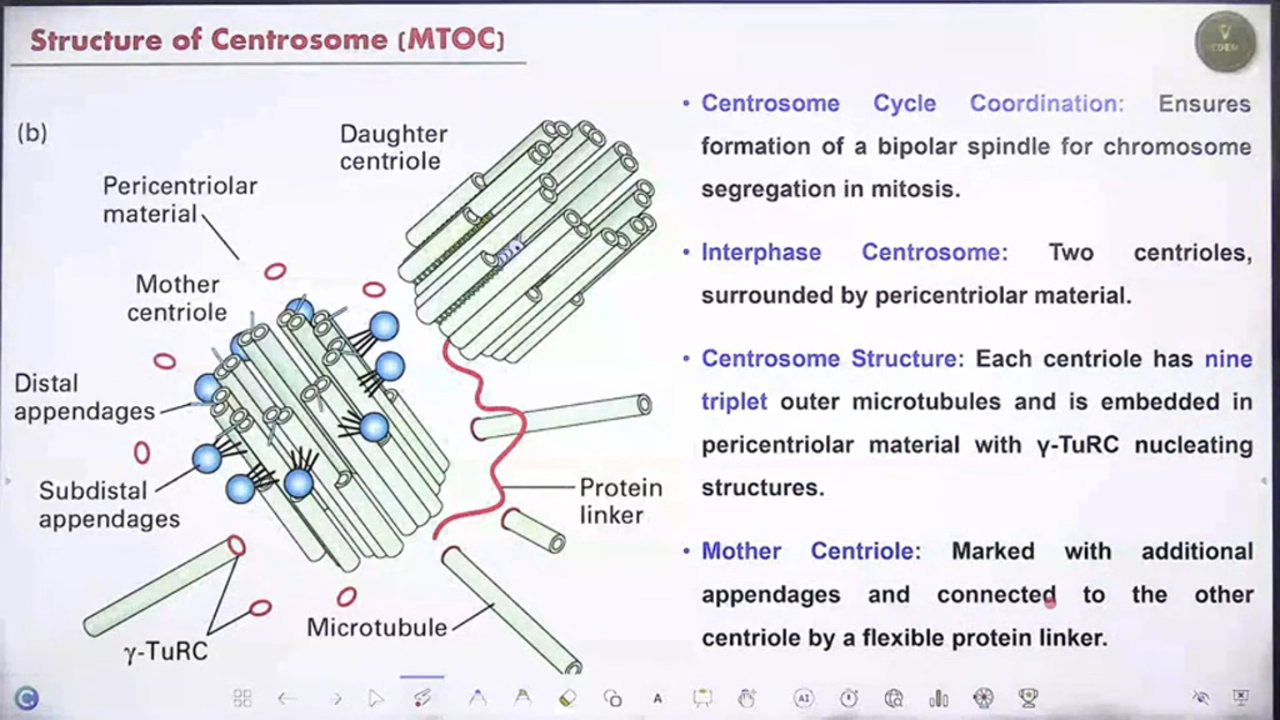 Structure of Centrosome (MTOC)
(b)
Daughter
centriole
Pericentriolar
material
Mother
centriole
Distal
appendages
Subdistal
appendages
γ-TuRC
Microtubule
Protein
linker
• Centrosome Cycle Coordination: Ensures
formation of a bipolar spindle for chromosome
segregation in mitosis.
• Interphase Centrosome: Two centrioles,
surrounded by pericentriolar material.
• Centrosome Structure: Each centriole has nine
triplet outer microtubules and is embedded in
pericentriolar material with γ-TuRC nucleating
structures.
• Mother Centriole: Marked with additional
appendages and connected to the other
centriole by a flexible protein linker.
A
AI